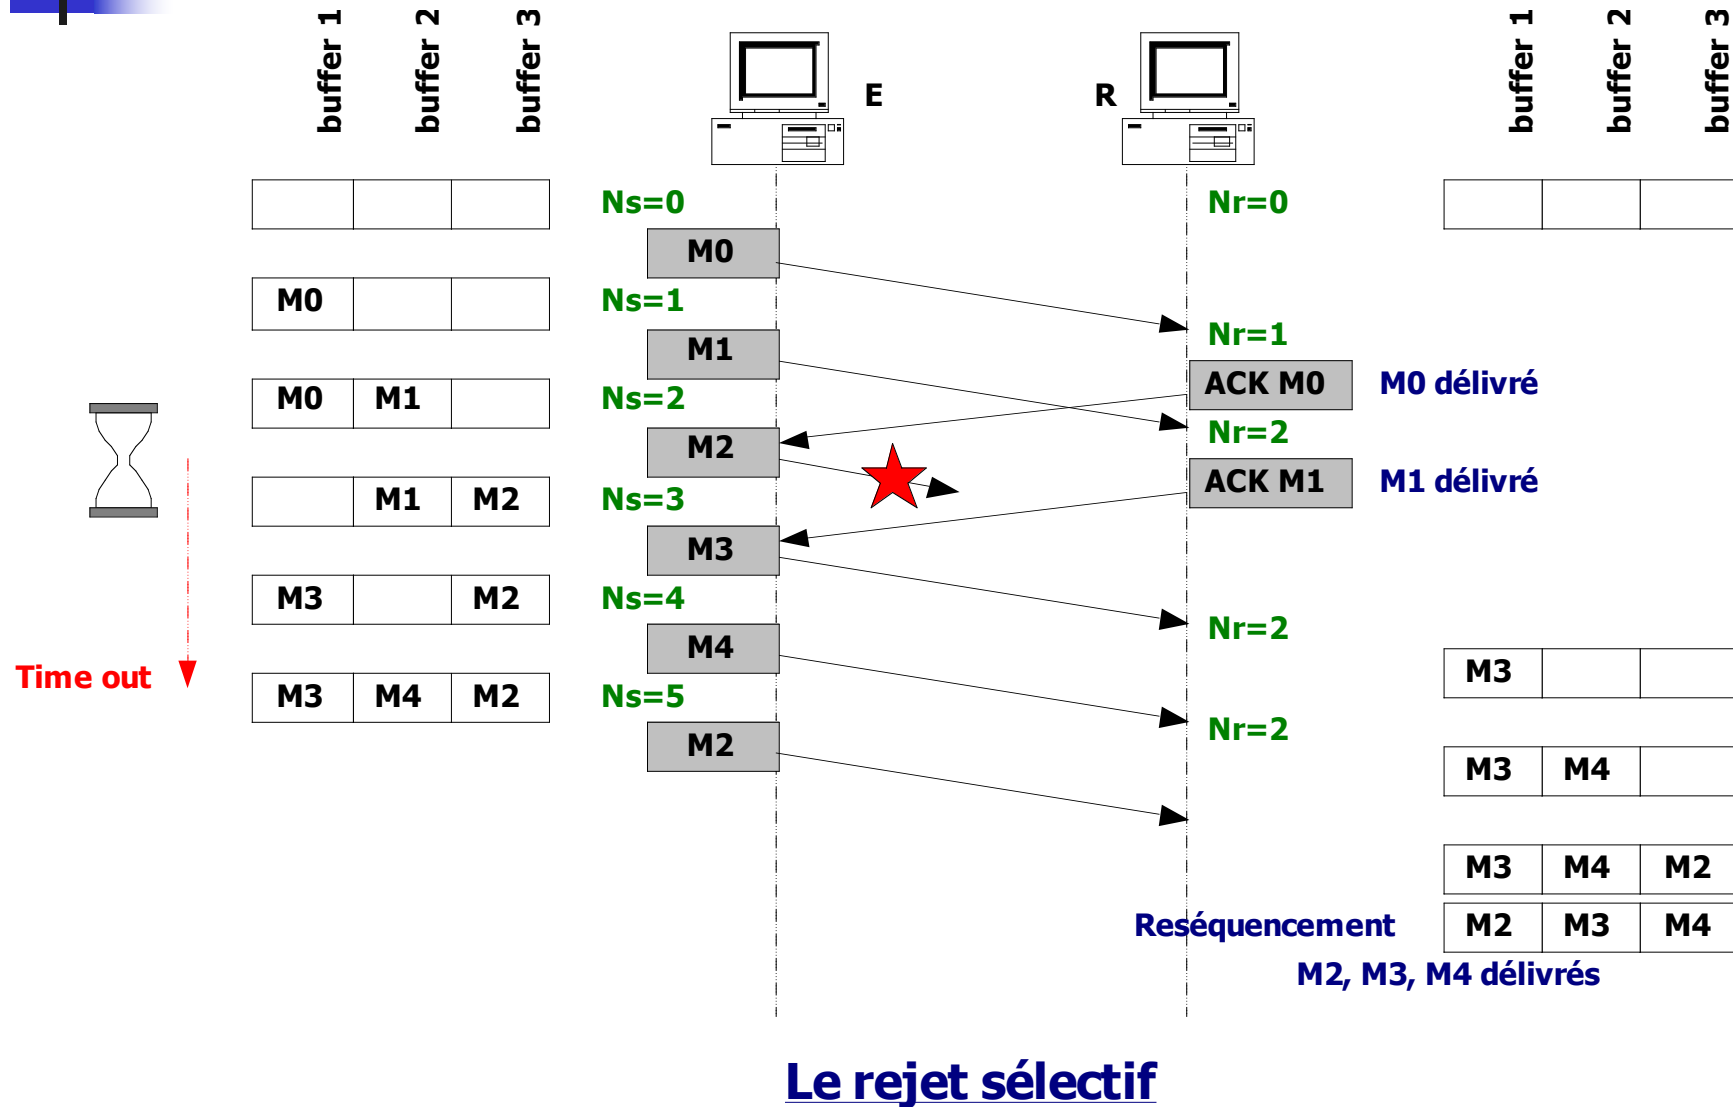 buffer 1 buffer 2 buffer 3 buffer 1 buffer 2 buffer 3
E R
Ns=0 Nr=0
M0
M0 Ns=1
Nr=1
M1
ACK M0 M0 délivré
M0 M1 Ns=2
Nr=2
M2
ACK M1 M1 délivré
M1 M2 Ns=3
M3
M3 M2 Ns=4
Nr=2
M4
M3
Time out
M3 M4 M2 Ns=5
Nr=2
M2
M3 M4
M3 M4 M2
Reséquencement M2 M3 M4
M2, M3, M4 délivrés
Le rejet sélectif